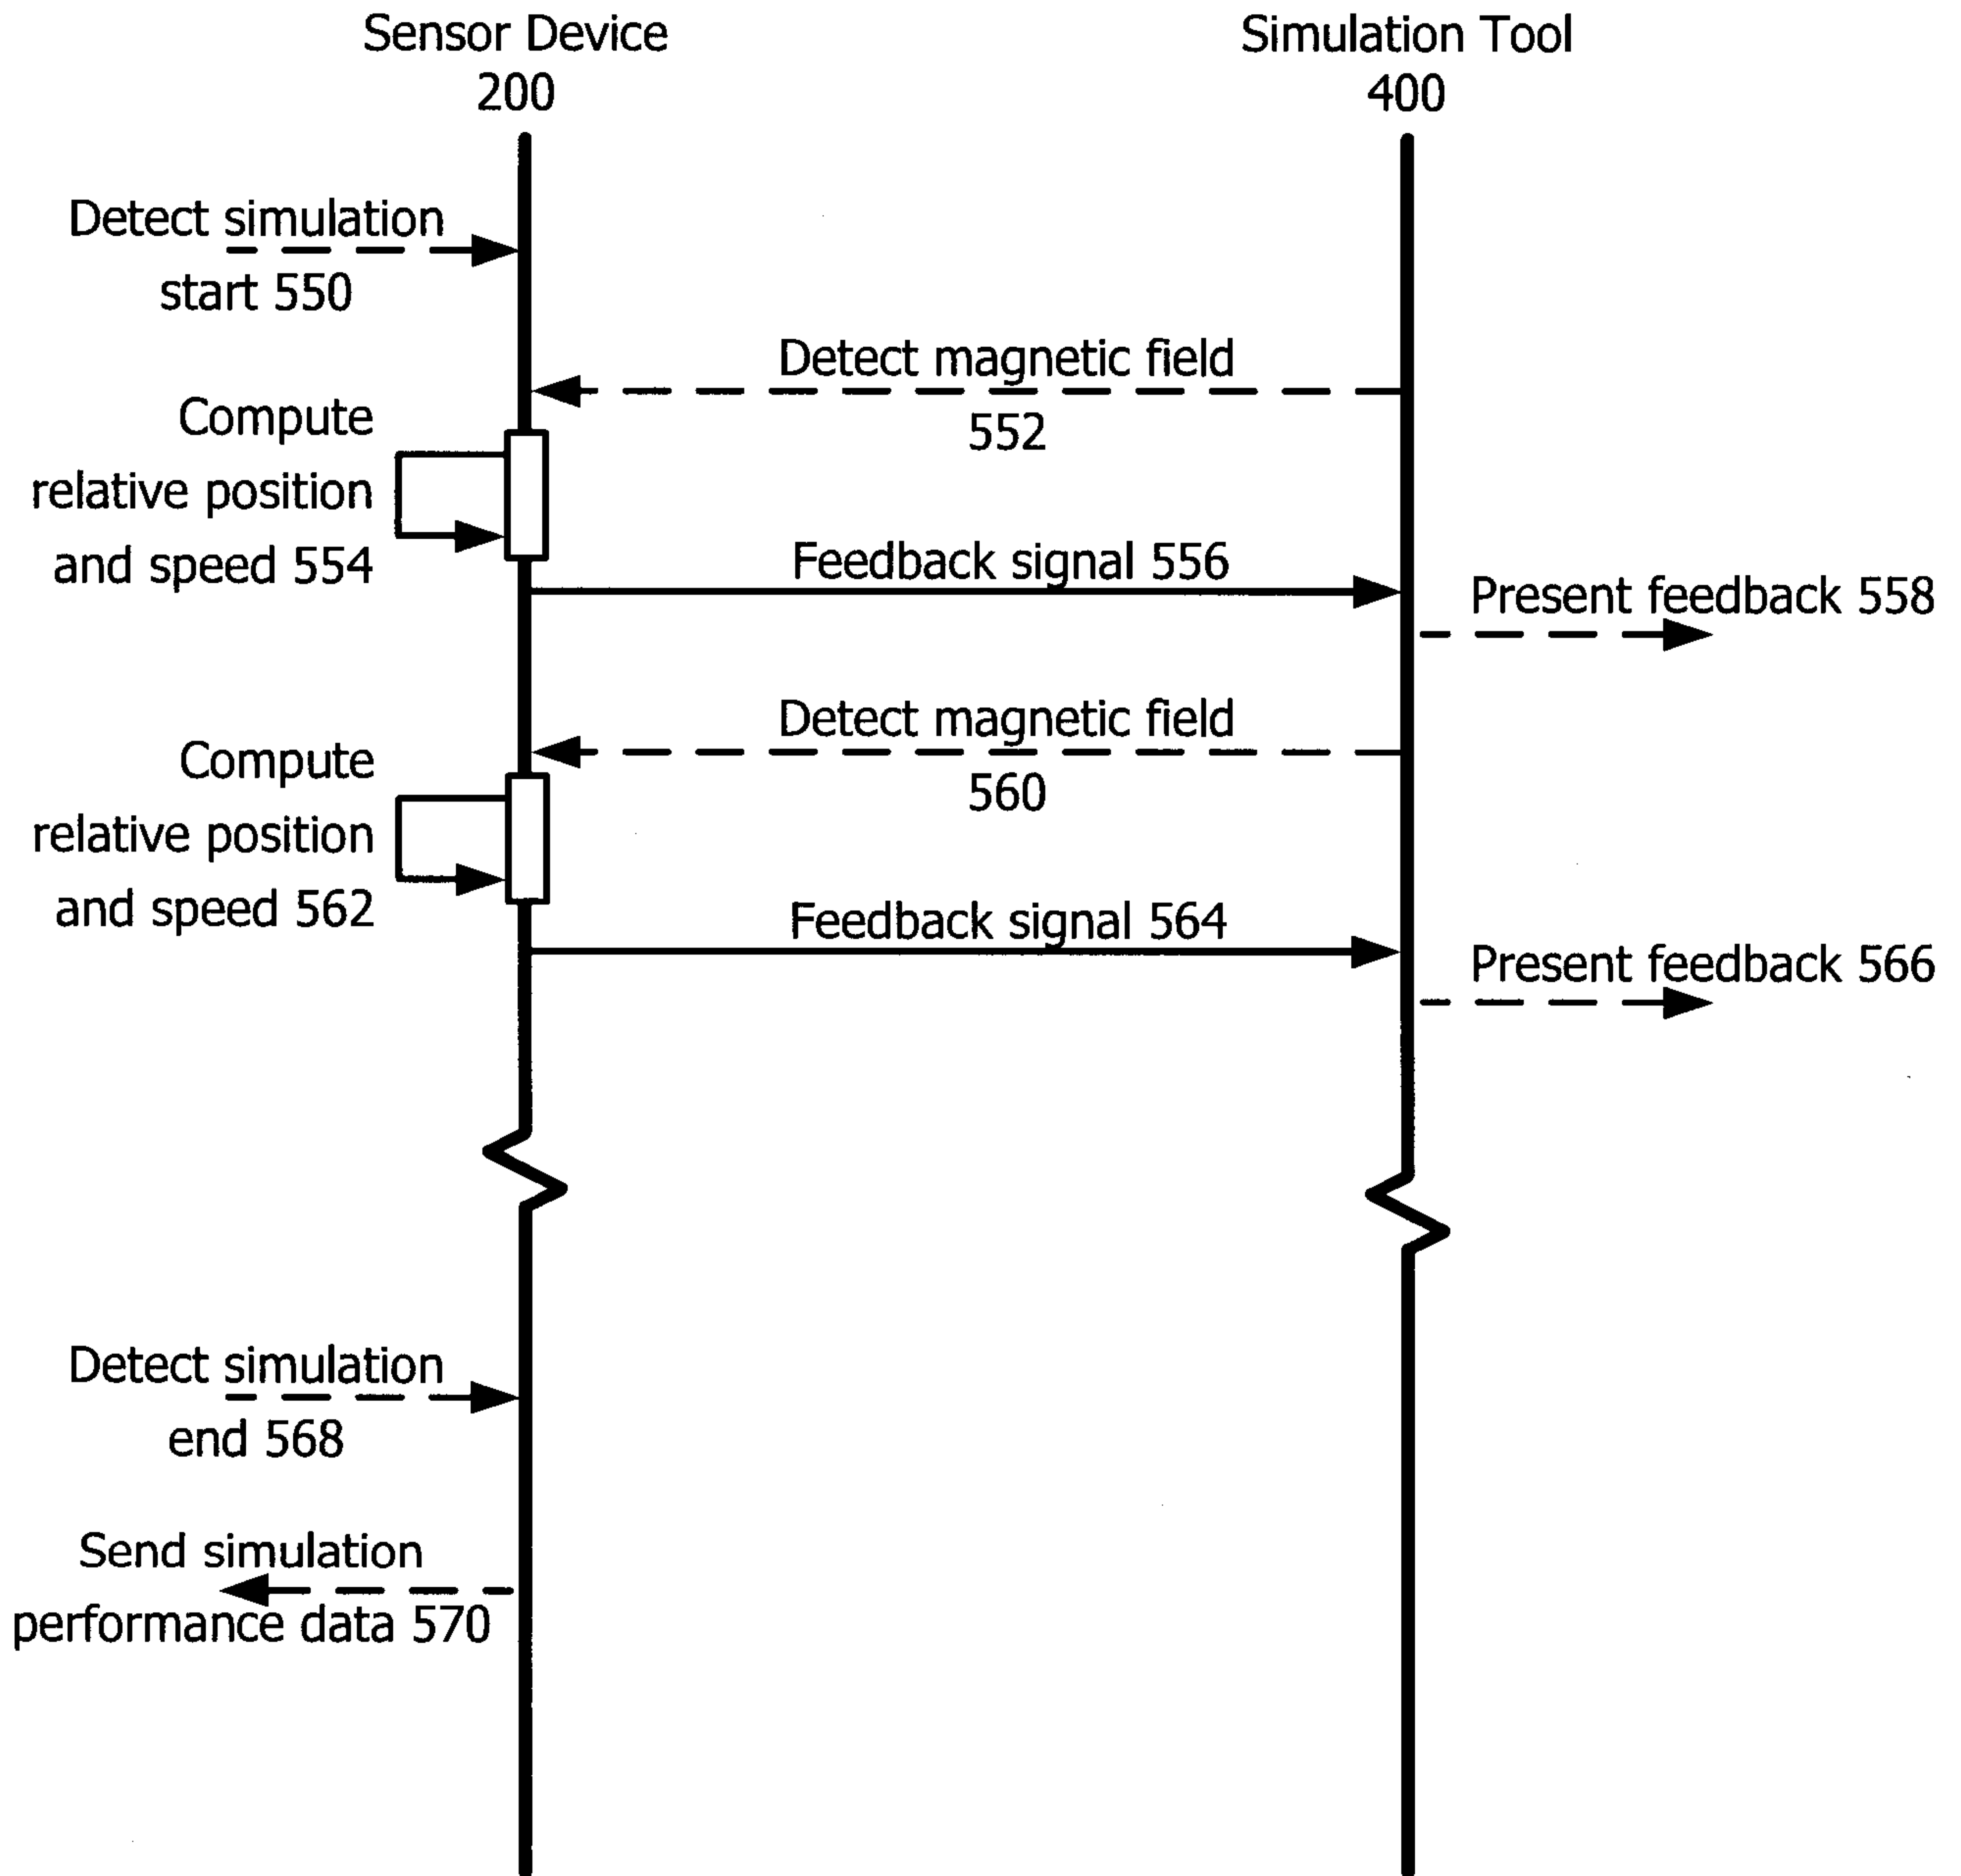 Sensor Device
200
Simulation Tool
400
Detect simulation
start 550
Detect magnetic field
552
Compute
relative position
and speed 554
Feedback signal 556
Present feedback 558
Detect magnetic field
560
Compute
relative position
and speed 562
Feedback signal 564
Present feedback 566
Detect simulation
end 568
Send simulation
performance data 570